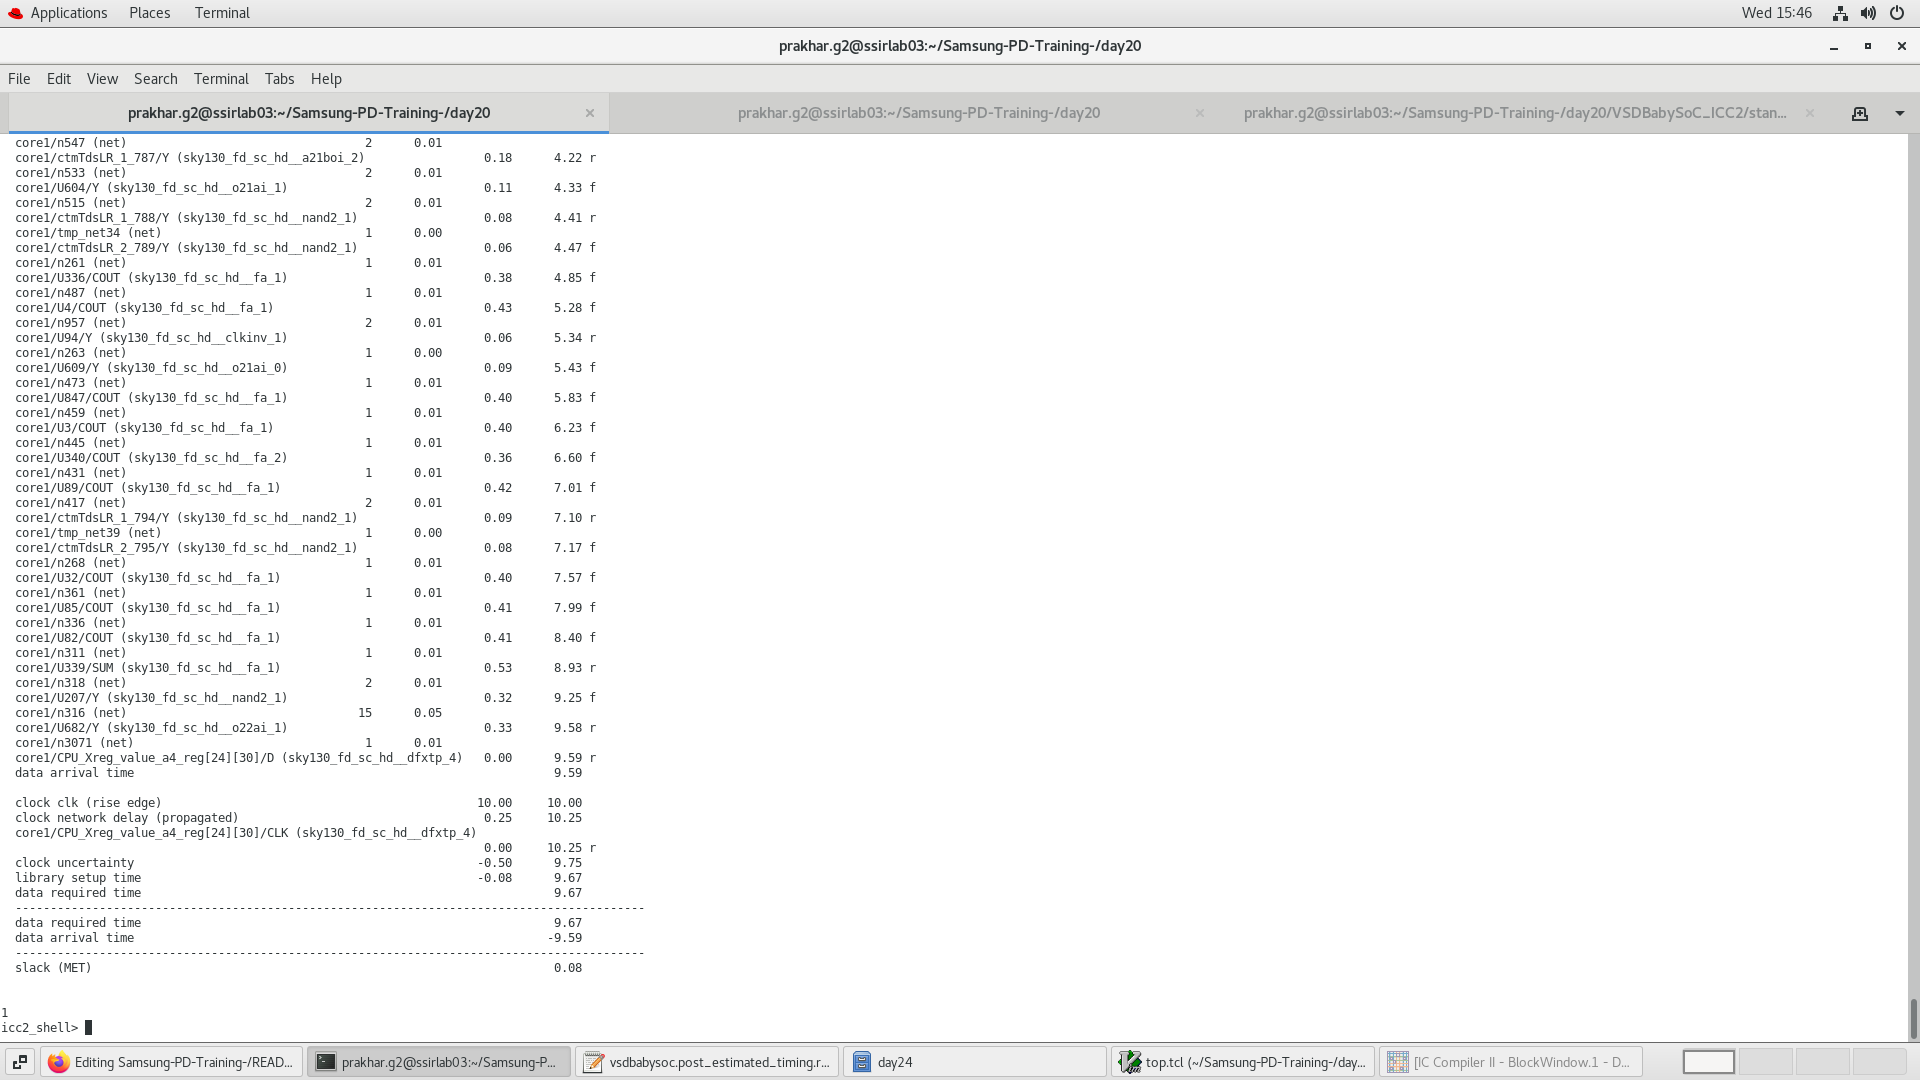 Applications Places Terminal Wed 15:46
prakhar.g2@ssirlab03:~/Samsung-PD-Training-/day20
File Edit View Search Terminal Tabs Help
prakhar.g2@ssirlab03:~/Samsung-PD-Training-/day20 × prakhar.g2@ssirlab03:~/Samsung-PD-Training-/day20 × prakhar.g2@ssirlab03:~/Samsung-PD-Training-/day20/VSDBabySoC_ICC2/stan... ×
core1/n547 (net) 2 0.01
core1/ctmTdsLR_1_787/Y (sky130_fd_sc_hd__a21boi_2) 0.18 4.22 r
core1/n533 (net) 2 0.01
core1/U604/Y (sky130_fd_sc_hd__o21ai_1) 0.11 4.33 f
core1/n515 (net) 2 0.01
core1/ctmTdsLR_1_788/Y (sky130_fd_sc_hd__nand2_1) 0.08 4.41 r
core1/tmp_net34 (net) 1 0.00
core1/ctmTdsLR_2_789/Y (sky130_fd_sc_hd__nand2_1) 0.06 4.47 f
core1/n261 (net) 1 0.01
core1/U336/COUT (sky130_fd_sc_hd__fa_1) 0.38 4.85 f
core1/n487 (net) 1 0.01
core1/U4/COUT (sky130_fd_sc_hd__fa_1) 0.43 5.28 f
core1/n957 (net) 2 0.01
core1/U94/Y (sky130_fd_sc_hd__clkinv_1) 0.06 5.34 r
core1/n263 (net) 1 0.00
core1/U609/Y (sky130_fd_sc_hd__o21ai_0) 0.09 5.43 f
core1/n473 (net) 1 0.01
core1/U847/COUT (sky130_fd_sc_hd__fa_1) 0.40 5.83 f
core1/n459 (net) 1 0.01
core1/U3/COUT (sky130_fd_sc_hd__fa_1) 0.40 6.23 f
core1/n445 (net) 1 0.01
core1/U340/COUT (sky130_fd_sc_hd__fa_2) 0.36 6.60 f
core1/n431 (net) 1 0.01
core1/U89/COUT (sky130_fd_sc_hd__fa_1) 0.42 7.01 f
core1/n417 (net) 2 0.01
core1/ctmTdsLR_1_794/Y (sky130_fd_sc_hd__nand2_1) 0.09 7.10 r
core1/tmp_net39 (net) 1 0.00
core1/ctmTdsLR_2_795/Y (sky130_fd_sc_hd__nand2_1) 0.08 7.17 f
core1/n268 (net) 1 0.01
core1/U32/COUT (sky130_fd_sc_hd__fa_1) 0.40 7.57 f
core1/n361 (net) 1 0.01
core1/U85/COUT (sky130_fd_sc_hd__fa_1) 0.41 7.99 f
core1/n336 (net) 1 0.01
core1/U82/COUT (sky130_fd_sc_hd__fa_1) 0.41 8.40 f
core1/n311 (net) 1 0.01
core1/U339/SUM (sky130_fd_sc_hd__fa_1) 0.53 8.93 r
core1/n318 (net) 2 0.01
core1/U207/Y (sky130_fd_sc_hd__nand2_1) 0.32 9.25 f
core1/n316 (net) 15 0.05
core1/U682/Y (sky130_fd_sc_hd__o22ai_1) 0.33 9.58 r
core1/n3071 (net) 1 0.01
core1/CPU_Xreg_value_a4_reg[24][30]/D (sky130_fd_sc_hd__dfxtp_4) 0.00 9.59 r
data arrival time 9.59
clock clk (rise edge) 10.00 10.00
clock network delay (propagated) 0.25 10.25
core1/CPU_Xreg_value_a4_reg[24][30]/CLK (sky130_fd_sc_hd__dfxtp_4)
0.00 10.25 r
clock uncertainty -0.50 9.75
library setup time -0.08 9.67
data required time 9.67
------------------------------------------------------------------------------------------
data required time 9.67
data arrival time -9.59
------------------------------------------------------------------------------------------
slack (MET) 0.08
1
icc2_shell>
Editing Samsung-PD-Training-/READ... prakhar.g2@ssirlab03:~/Samsung-P... vsdbabysoc.post_estimated_timing.r... day24 top.tcl (~/Samsung-PD-Training-/day... [IC Compiler II - BlockWindow.1 - D...